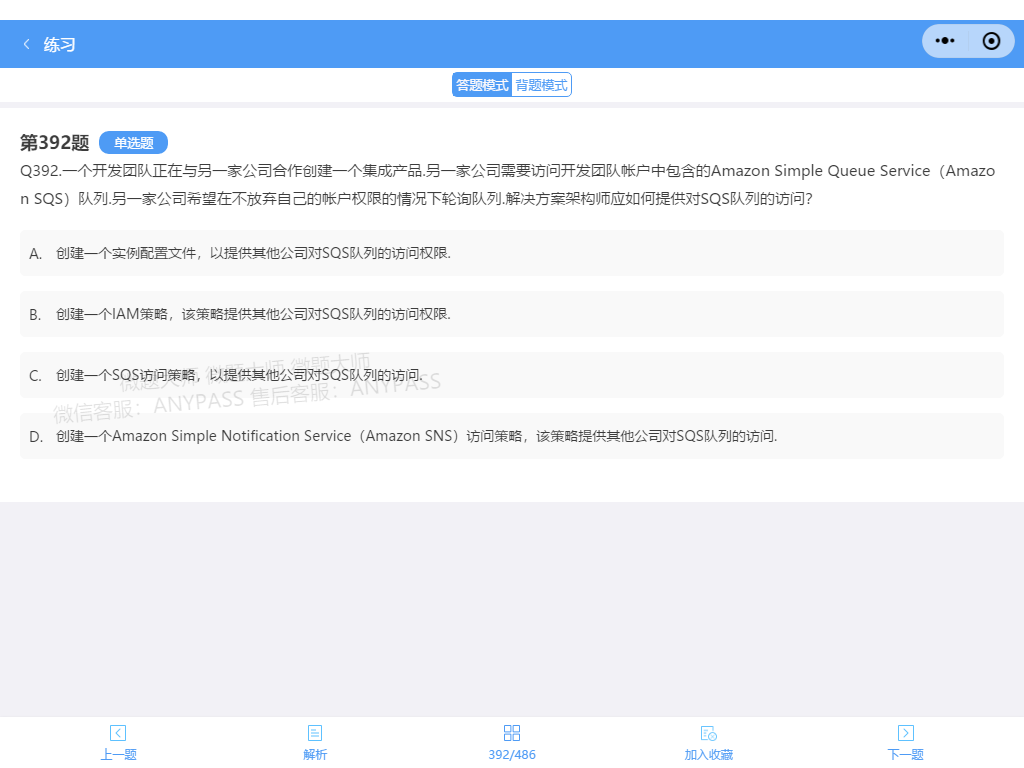 练习
答题模式 背题模式
第392题 单选题
Q392.一个开发团队正在与另一家公司合作创建一个集成产品.另一家公司需要访问开发团队帐户中包含的Amazon Simple Queue Service（Amazo
n SQS）队列.另一家公司希望在不放弃自己的帐户权限的情况下轮询队列.解决方案架构师应如何提供对SQS队列的访问?
A. 创建一个实例配置文件，以提供其他公司对SQS队列的访问权限.
B. 创建一个IAM策略，该策略提供其他公司对SQS队列的访问权限.
C. 创建一个SQS访问策略，以提供其他公司对SQS队列的访问.
微题大师 微题大师 微题大师
微信客服：ANYPASS 售后客服：ANYPASS
D. 创建一个Amazon Simple Notification Service（Amazon SNS）访问策略，该策略提供其他公司对SQS队列的访问.
上一题 解析 392/486 加入收藏 下一题